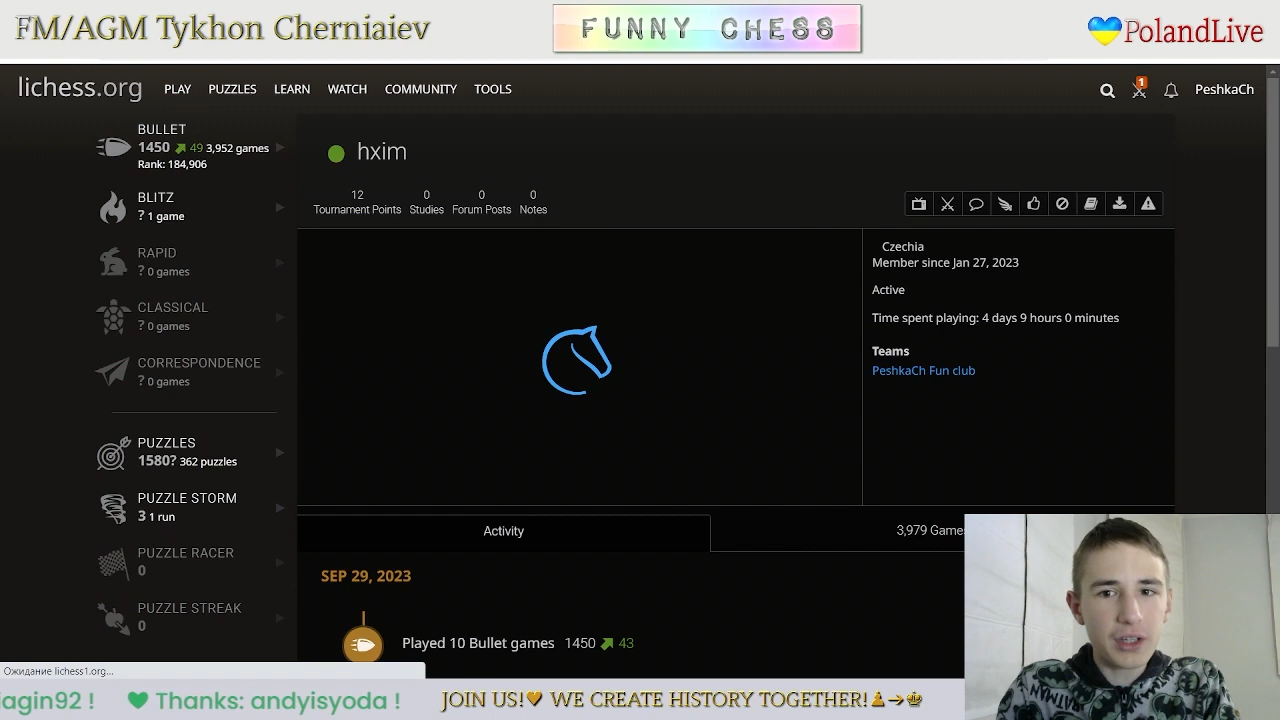 FM/AGM Tykhon Cherniaiev
FUNNY CHESS
PolandLive
lichess.org PLAY PUZZLES LEARN WATCH COMMUNITY TOOLS 1 PeshkaCh
BULLET
1450 49 3,952 games
Rank: 184,906
BLITZ
? 1 game
RAPID
? 0 games
CLASSICAL
? 0 games
CORRESPONDENCE
? 0 games
PUZZLES
1580? 362 puzzles
PUZZLE STORM
3 1 run
PUZZLE RACER
0
PUZZLE STREAK
0
hxim
12 0 0 0
Tournament Points Studies Forum Posts Notes
Czechia
Member since Jan 27, 2023
Active
Time spent playing: 4 days 9 hours 0 minutes
Teams
PeshkaCh Fun club
Activity
3,979 Game
SEP 29, 2023
Played 10 Bullet games 1450 43
BATMAN
Ожидание lichess1.org...
iagin92 ! Thanks: andyisyoda !
JOIN US! WE CREATE HISTORY TOGETHER!